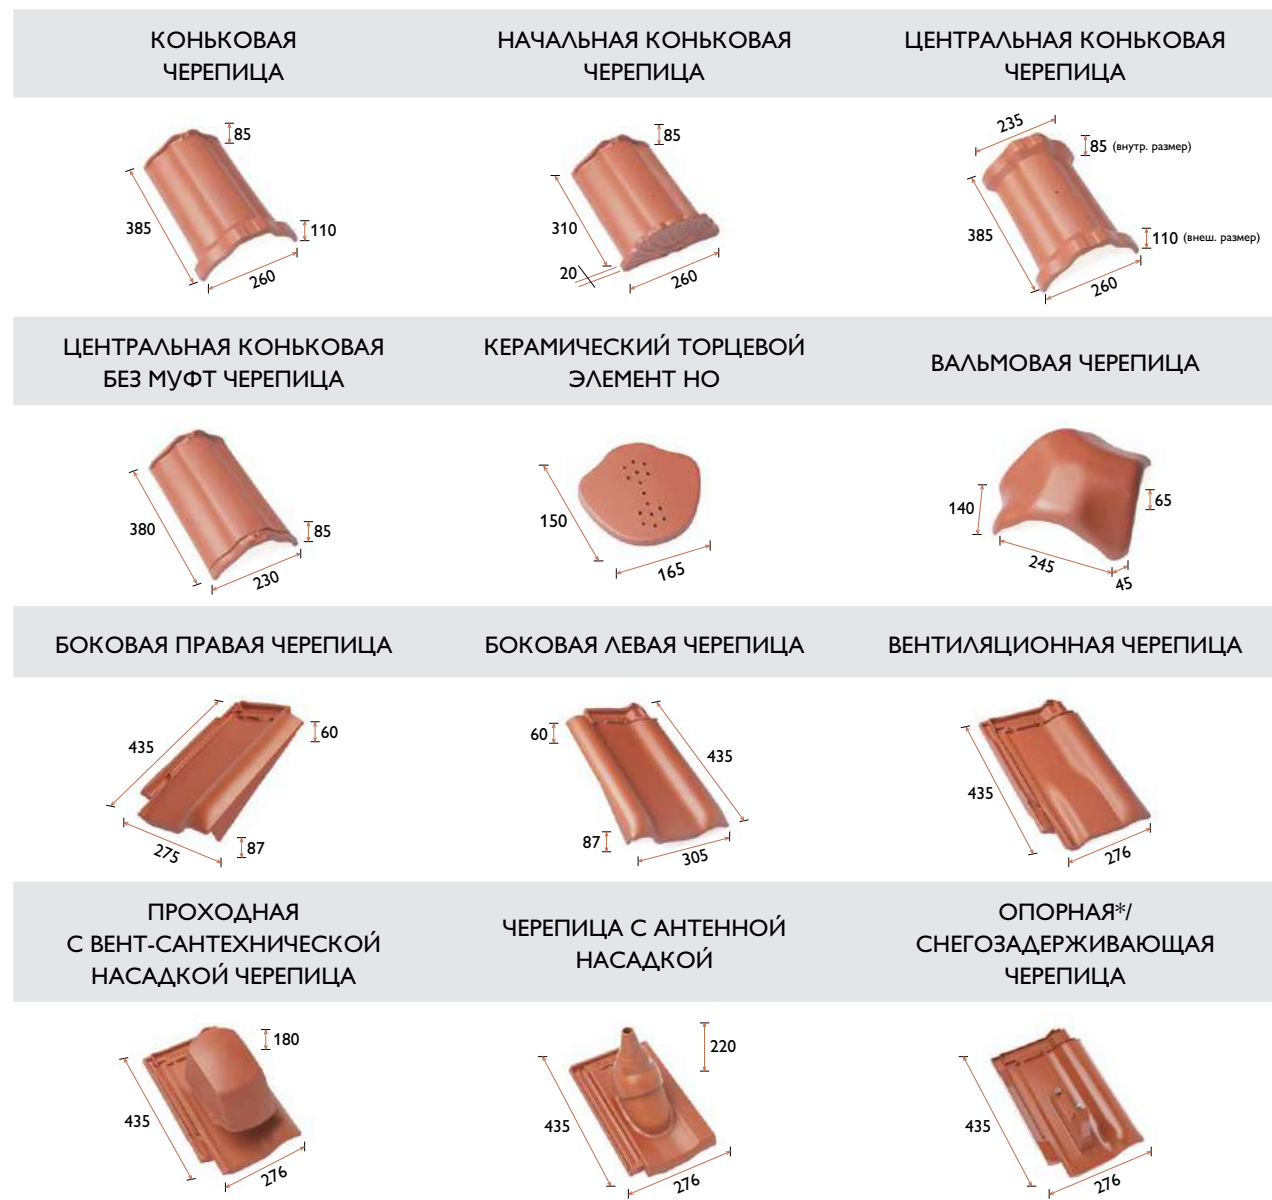 КОНЬКОВАЯ
ЧЕРЕПИЦА
НАЧАЛЬНАЯ КОНЬКОВАЯ
ЧЕРЕПИЦА
ЦЕНТРАЛЬНАЯ КОНЬКОВАЯ
ЧЕРЕПИЦА
85
385
110
260
85
310
20
260
235
85 (внутр. размер)
385
110 (внеш. размер)
260
ЦЕНТРАЛЬНАЯ КОНЬКОВАЯ
БЕЗ МУФТ ЧЕРЕПИЦА
КЕРАМИЧЕСКИЙ ТОРЦЕВОЙ
ЭЛЕМЕНТ НО
ВАЛЬМОВАЯ ЧЕРЕПИЦА
380
85
230
150
165
140
65
245
45
БОКОВАЯ ПРАВАЯ ЧЕРЕПИЦА
БОКОВАЯ ЛЕВАЯ ЧЕРЕПИЦА
ВЕНТИЛЯЦИОННАЯ ЧЕРЕПИЦА
435
60
275
87
60
435
87
305
435
276
ПРОХОДНАЯ
С ВЕНТ-САНТЕХНИЧЕСКОЙ
НАСАДКОЙ ЧЕРЕПИЦА
ЧЕРЕПИЦА С АНТЕННОЙ
НАСАДКОЙ
ОПОРНАЯ*/
СНЕГОЗАДЕРЖИВАЮЩАЯ
ЧЕРЕПИЦА
180
435
276
220
435
276
435
276